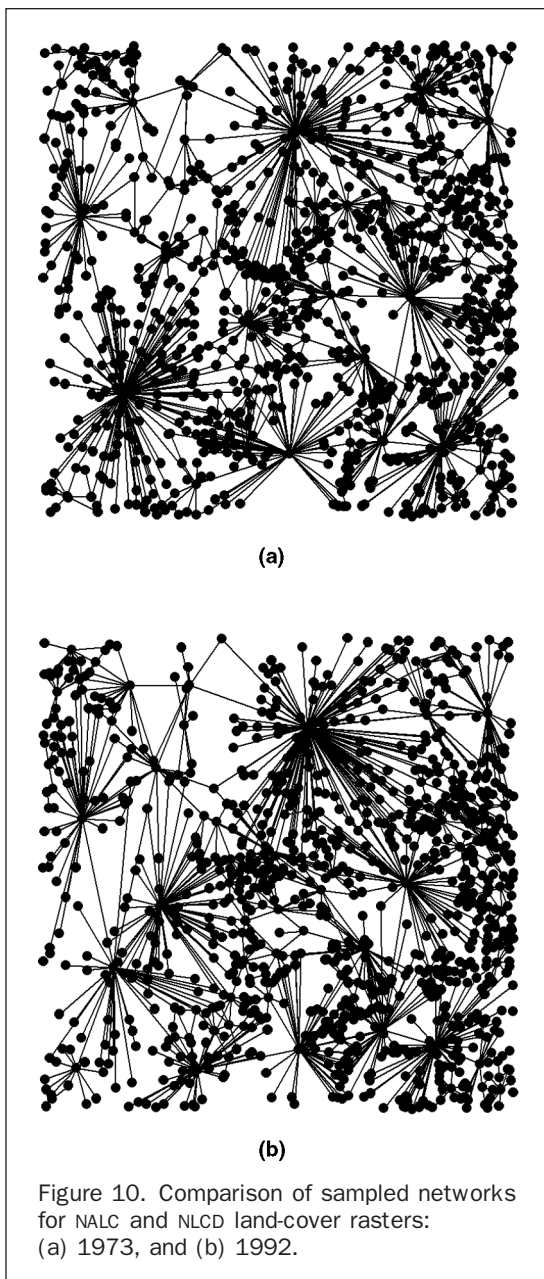 (a)
(b)
Figure 10. Comparison of sampled networks
for NALC and NLCD land-cover rasters:
(a) 1973, and (b) 1992.